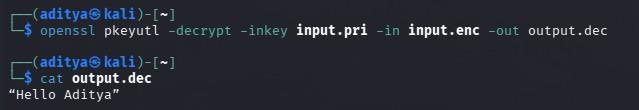 ┌──(aditya㉿kali)-[~]
└─$ openssl pkeyutl -decrypt -inkey input.pri -in input.enc -out output.dec
┌──(aditya㉿kali)-[~]
└─$ cat output.dec
“Hello Aditya”